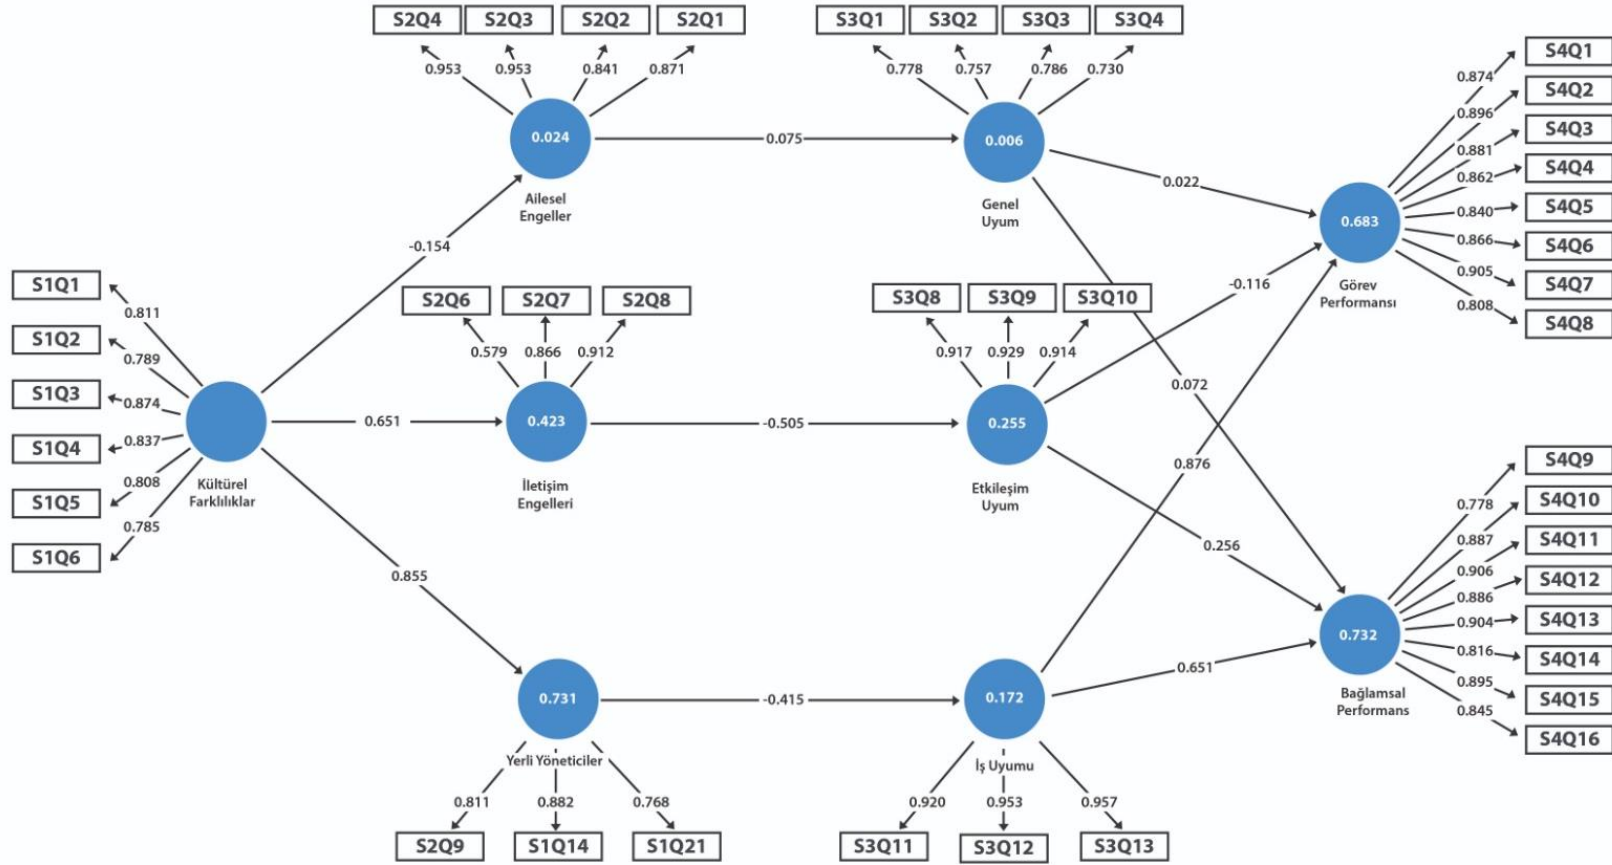 S2Q4 S2Q3 S2Q2 S2Q1
0.953 0.953 0.841 0.871
0.024
Ailesel
Engeller
S3Q1 S3Q2 S3Q3 S3Q4
0.778 0.757 0.786 0.730
0.075
0.006
Genel
Uyum
0.022
S4Q1
S4Q2
S4Q3
S4Q4
S4Q5
S4Q6
S4Q7
S4Q8
0.874
0.896
0.881
0.862
0.840
0.866
0.905
0.808
0.683
Görev
Performansı
-0.154
-0.116
S1Q1
S1Q2
S1Q3
S1Q4
S1Q5
S1Q6
0.811
0.789
0.874
0.837
0.808
0.785
Kültürel
Farklılıklar
S2Q6 S2Q7 S2Q8
0.579 0.866 0.912
0.651
0.423
İletişim
Engelleri
-0.505
S3Q8 S3Q9 S3Q10
0.917 0.929 0.914
0.255
Etkileşim
Uyum
0.072
0.876
0.256
0.855
S4Q9
S4Q10
S4Q11
S4Q12
S4Q13
S4Q14
S4Q15
S4Q16
0.778
0.887
0.906
0.886
0.904
0.816
0.895
0.845
0.732
Bağlamsal
Performans
0.731
Yerli Yöneticiler
-0.415
0.172
İş Uyumu
0.651
0.811 0.882 0.768
S2Q9 S1Q14 S1Q21
0.920 0.953 0.957
S3Q11 S3Q12 S3Q13